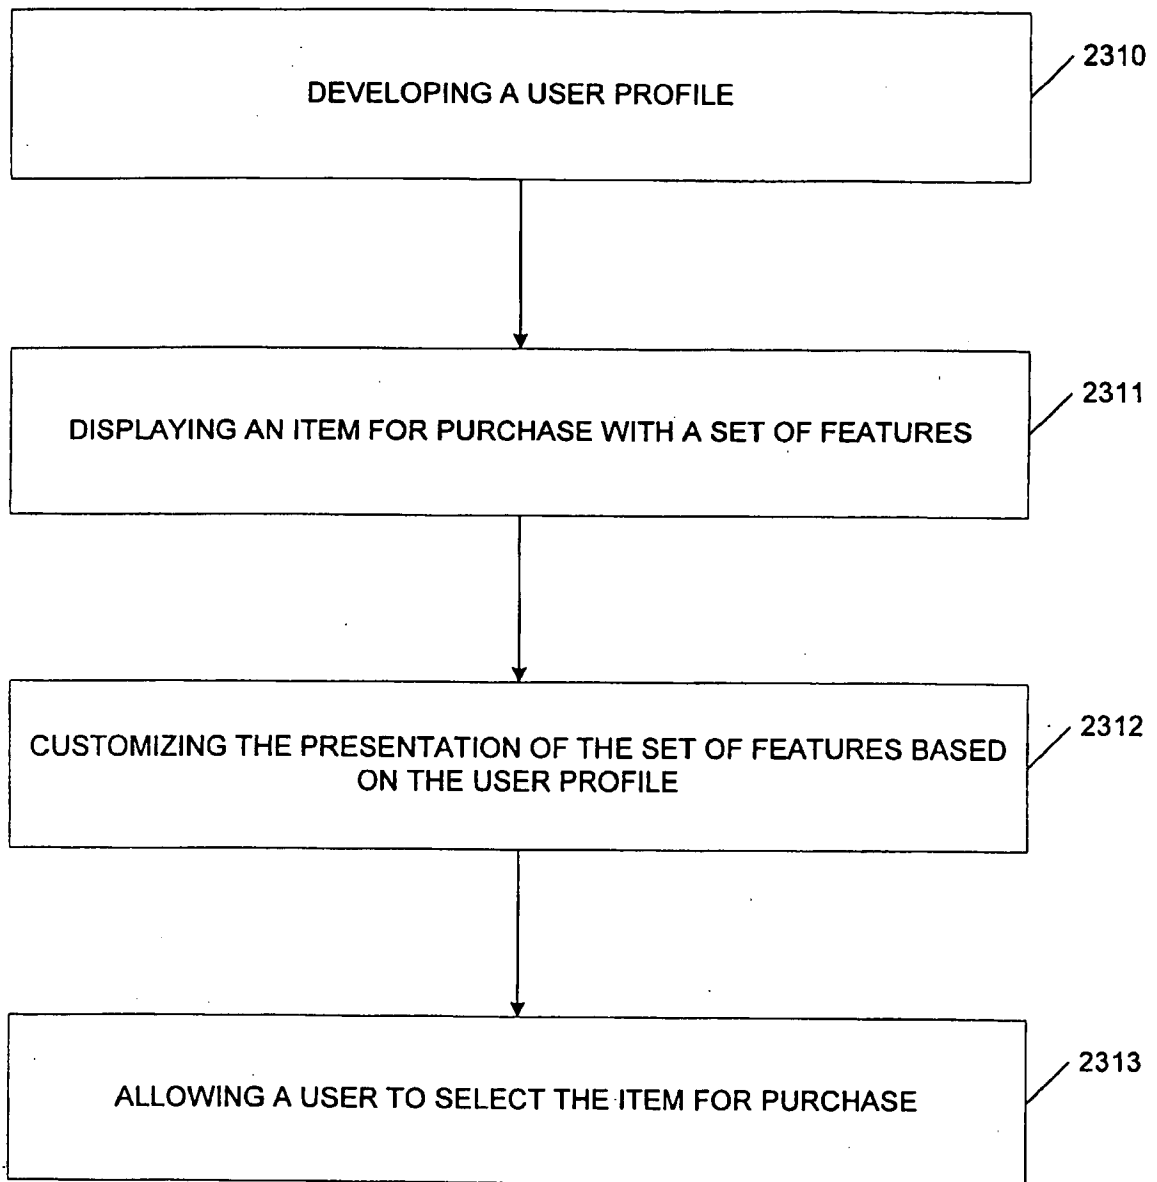 2310
DEVELOPING A USER PROFILE
2311
DISPLAYING AN ITEM FOR PURCHASE WITH A SET OF FEATURES
2312
CUSTOMIZING THE PRESENTATION OF THE SET OF FEATURES BASED
ON THE USER PROFILE
2313
ALLOWING A USER TO SELECT THE ITEM FOR PURCHASE